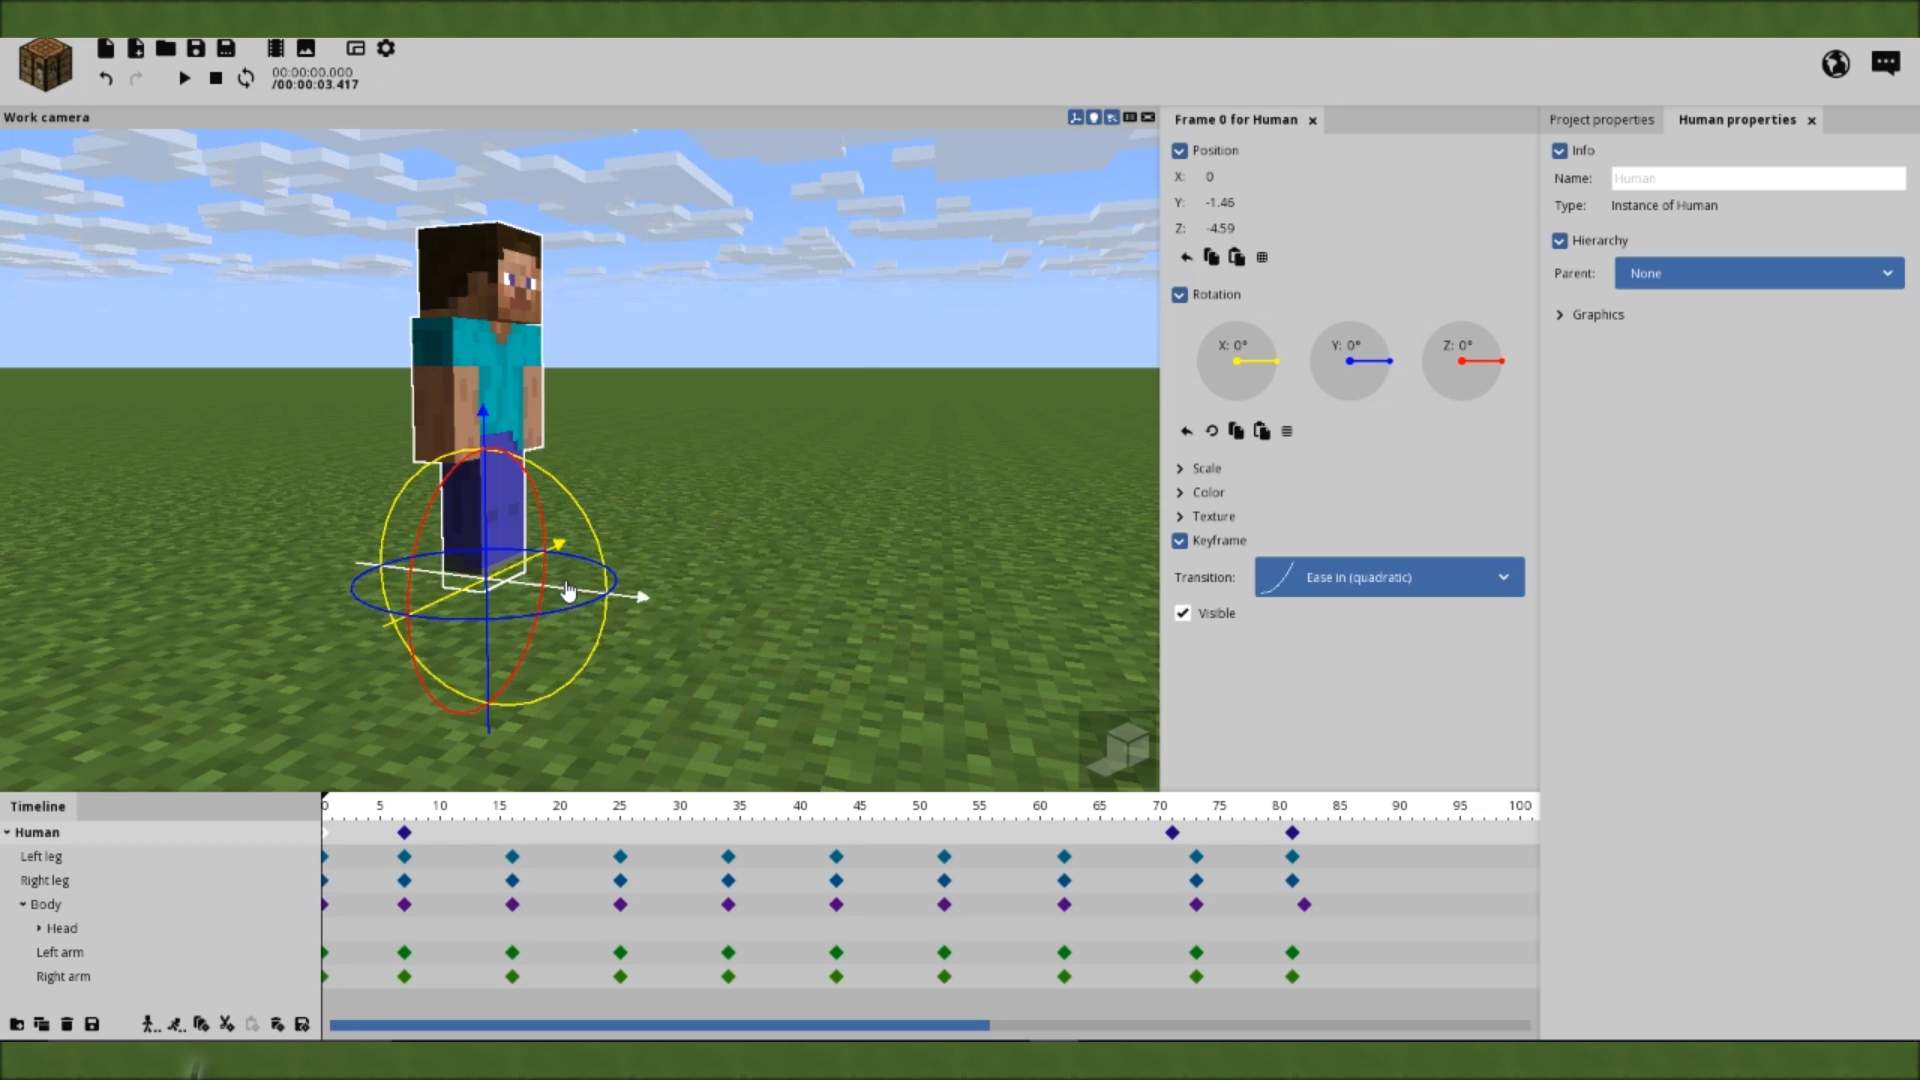 00:00:00.000
/00:00:03.417
Work camera
Frame 0 for Human
Position
X: 0
Y: -1.46
Z: -4.59
Rotation
X: 0° Y: 0° Z: 0°
Scale
Color
Texture
Keyframe
Transition: Ease in (quadratic)
Visible
Project properties Human properties
Info
Name: Human
Type: Instance of Human
Hierarchy
Parent: None
Graphics
Timeline
0 5 10 15 20 25 30 35 40 45 50 55 60 65 70 75 80 85 90 95 100
Human
Left leg
Right leg
Body
Head
Left arm
Right arm